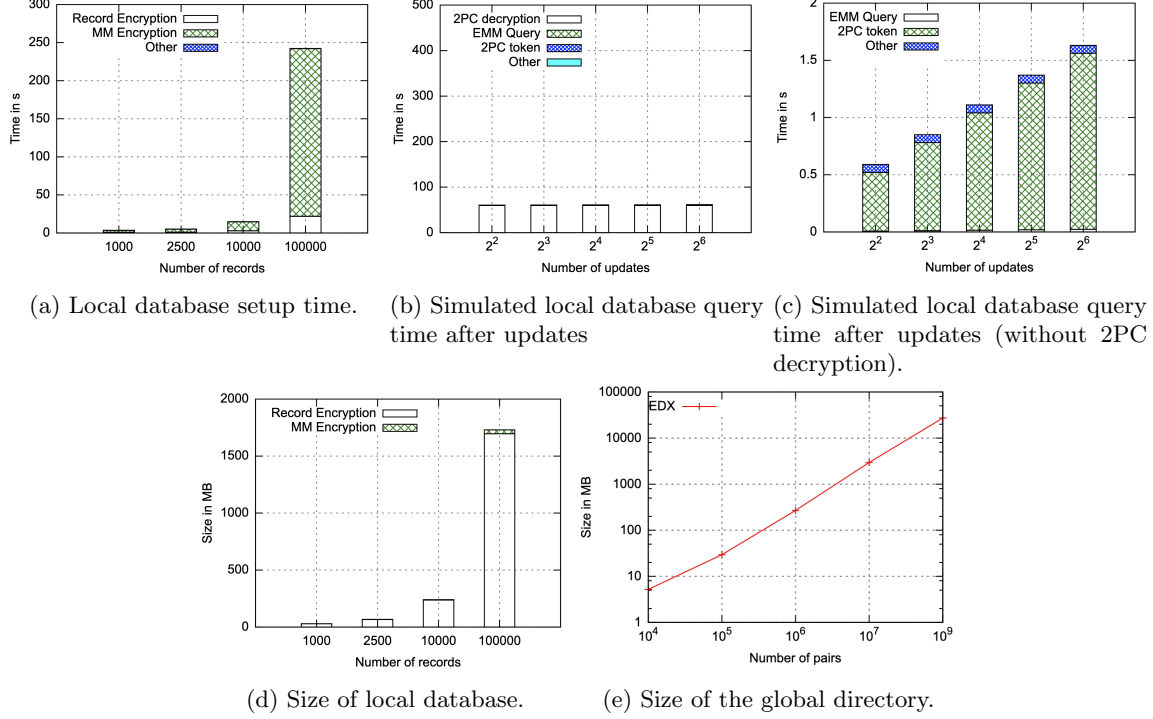 300
250
200
150
100
50
0
Time in s
Record Encryption
MM Encryption
Other
1000 2500 10000 100000
Number of records
(a) Local database setup time.
500
400
300
200
100
0
Time in s
2PC decryption
EMM Query
2PC token
Other
2^2 2^3 2^4 2^5 2^6
Number of updates
(b) Simulated local database query
time after updates
2
1.5
1
0.5
0
Time in s
EMM Query
2PC token
Other
2^2 2^3 2^4 2^5 2^6
Number of updates
(c) Simulated local database query
time after updates (without 2PC
decryption).
2000
1500
1000
500
0
Size in MB
Record Encryption
MM Encryption
1000 2500 10000 100000
Number of records
(d) Size of local database.
100000
10000
1000
100
10
1
Size in MB
EDX
10^4 10^5 10^6 10^7 10^9
Number of pairs
(e) Size of the global directory.